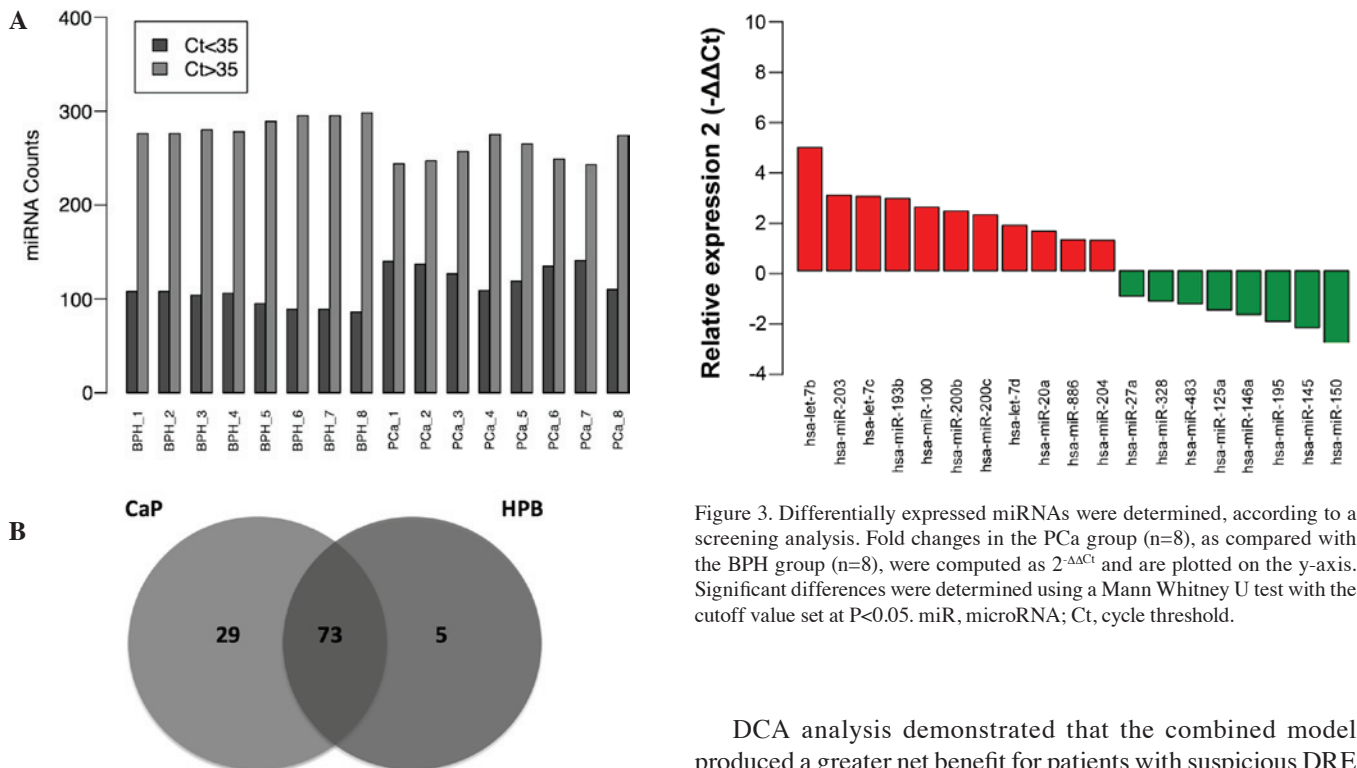 A
400
300
200
100
0
miRNA Counts
Ct<35
Ct>35
BPH_1
BPH_2
BPH_3
BPH_4
BPH_5
BPH_6
BPH_7
BPH_8
PCa_1
PCa_2
PCa_3
PCa_4
PCa_5
PCa_6
PCa_7
PCa_8
B
CaP
HPB
29
73
5
Relative expression 2 (-ΔΔCt)
10
8
6
4
2
0
-2
-4
hsa-let-7b
hsa-miR-203
hsa-let-7c
hsa-miR-193b
hsa-miR-100
hsa-miR-200b
hsa-miR-200c
hsa-let-7d
hsa-miR-20a
hsa-miR-886
hsa-miR-204
hsa-miR-27a
hsa-miR-328
hsa-miR-483
hsa-miR-125a
hsa-miR-146a
hsa-miR-195
hsa-miR-145
hsa-miR-150
Figure 3. Differentially expressed miRNAs were determined, according to a
screening analysis. Fold changes in the PCa group (n=8), as compared with
the BPH group (n=8), were computed as 2-ΔΔCt and are plotted on the y-axis.
Significant differences were determined using a Mann Whitney U test with the
cutoff value set at P<0.05. miR, microRNA; Ct, cycle threshold.
DCA analysis demonstrated that the combined model
produced a greater net benefit for patients with suspicious DRE